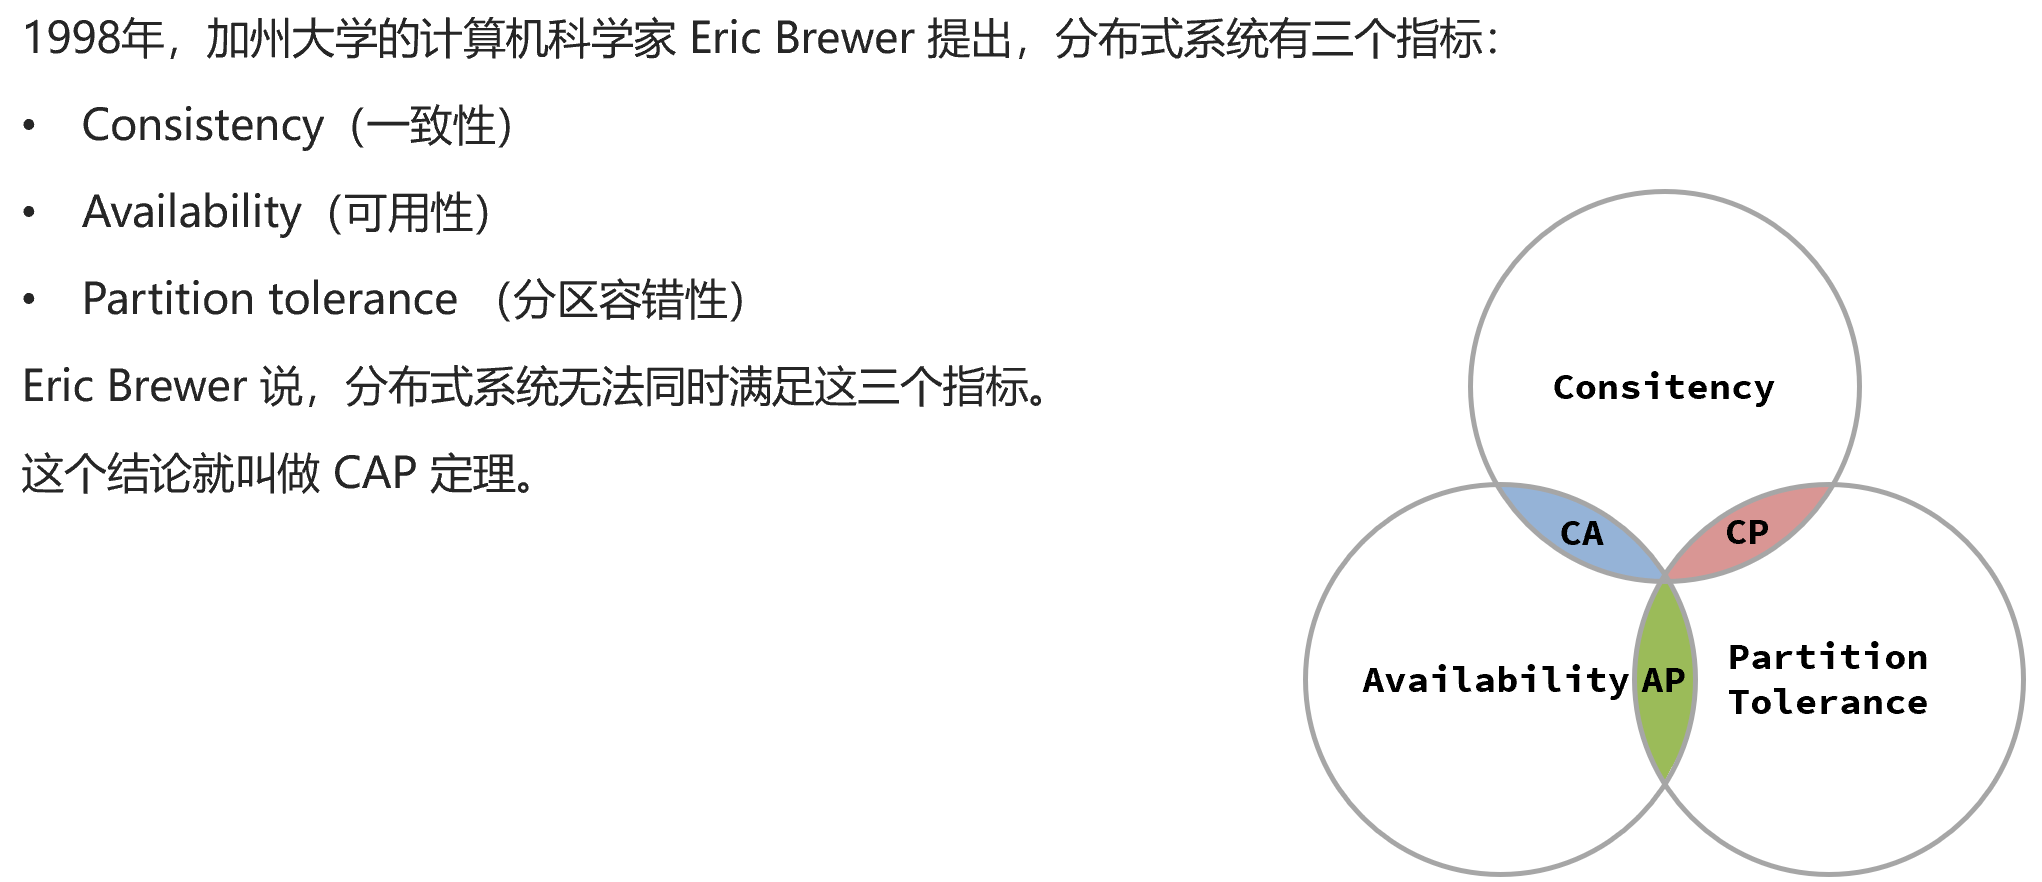 1998年，加州大学的计算机科学家 Eric Brewer 提出，分布式系统有三个指标：
• Consistency（一致性）
• Availability（可用性）
• Partition tolerance （分区容错性）
Eric Brewer 说，分布式系统无法同时满足这三个指标。
这个结论就叫做 CAP 定理。
Consitency
CA
CP
Availability
AP
Partition
Tolerance